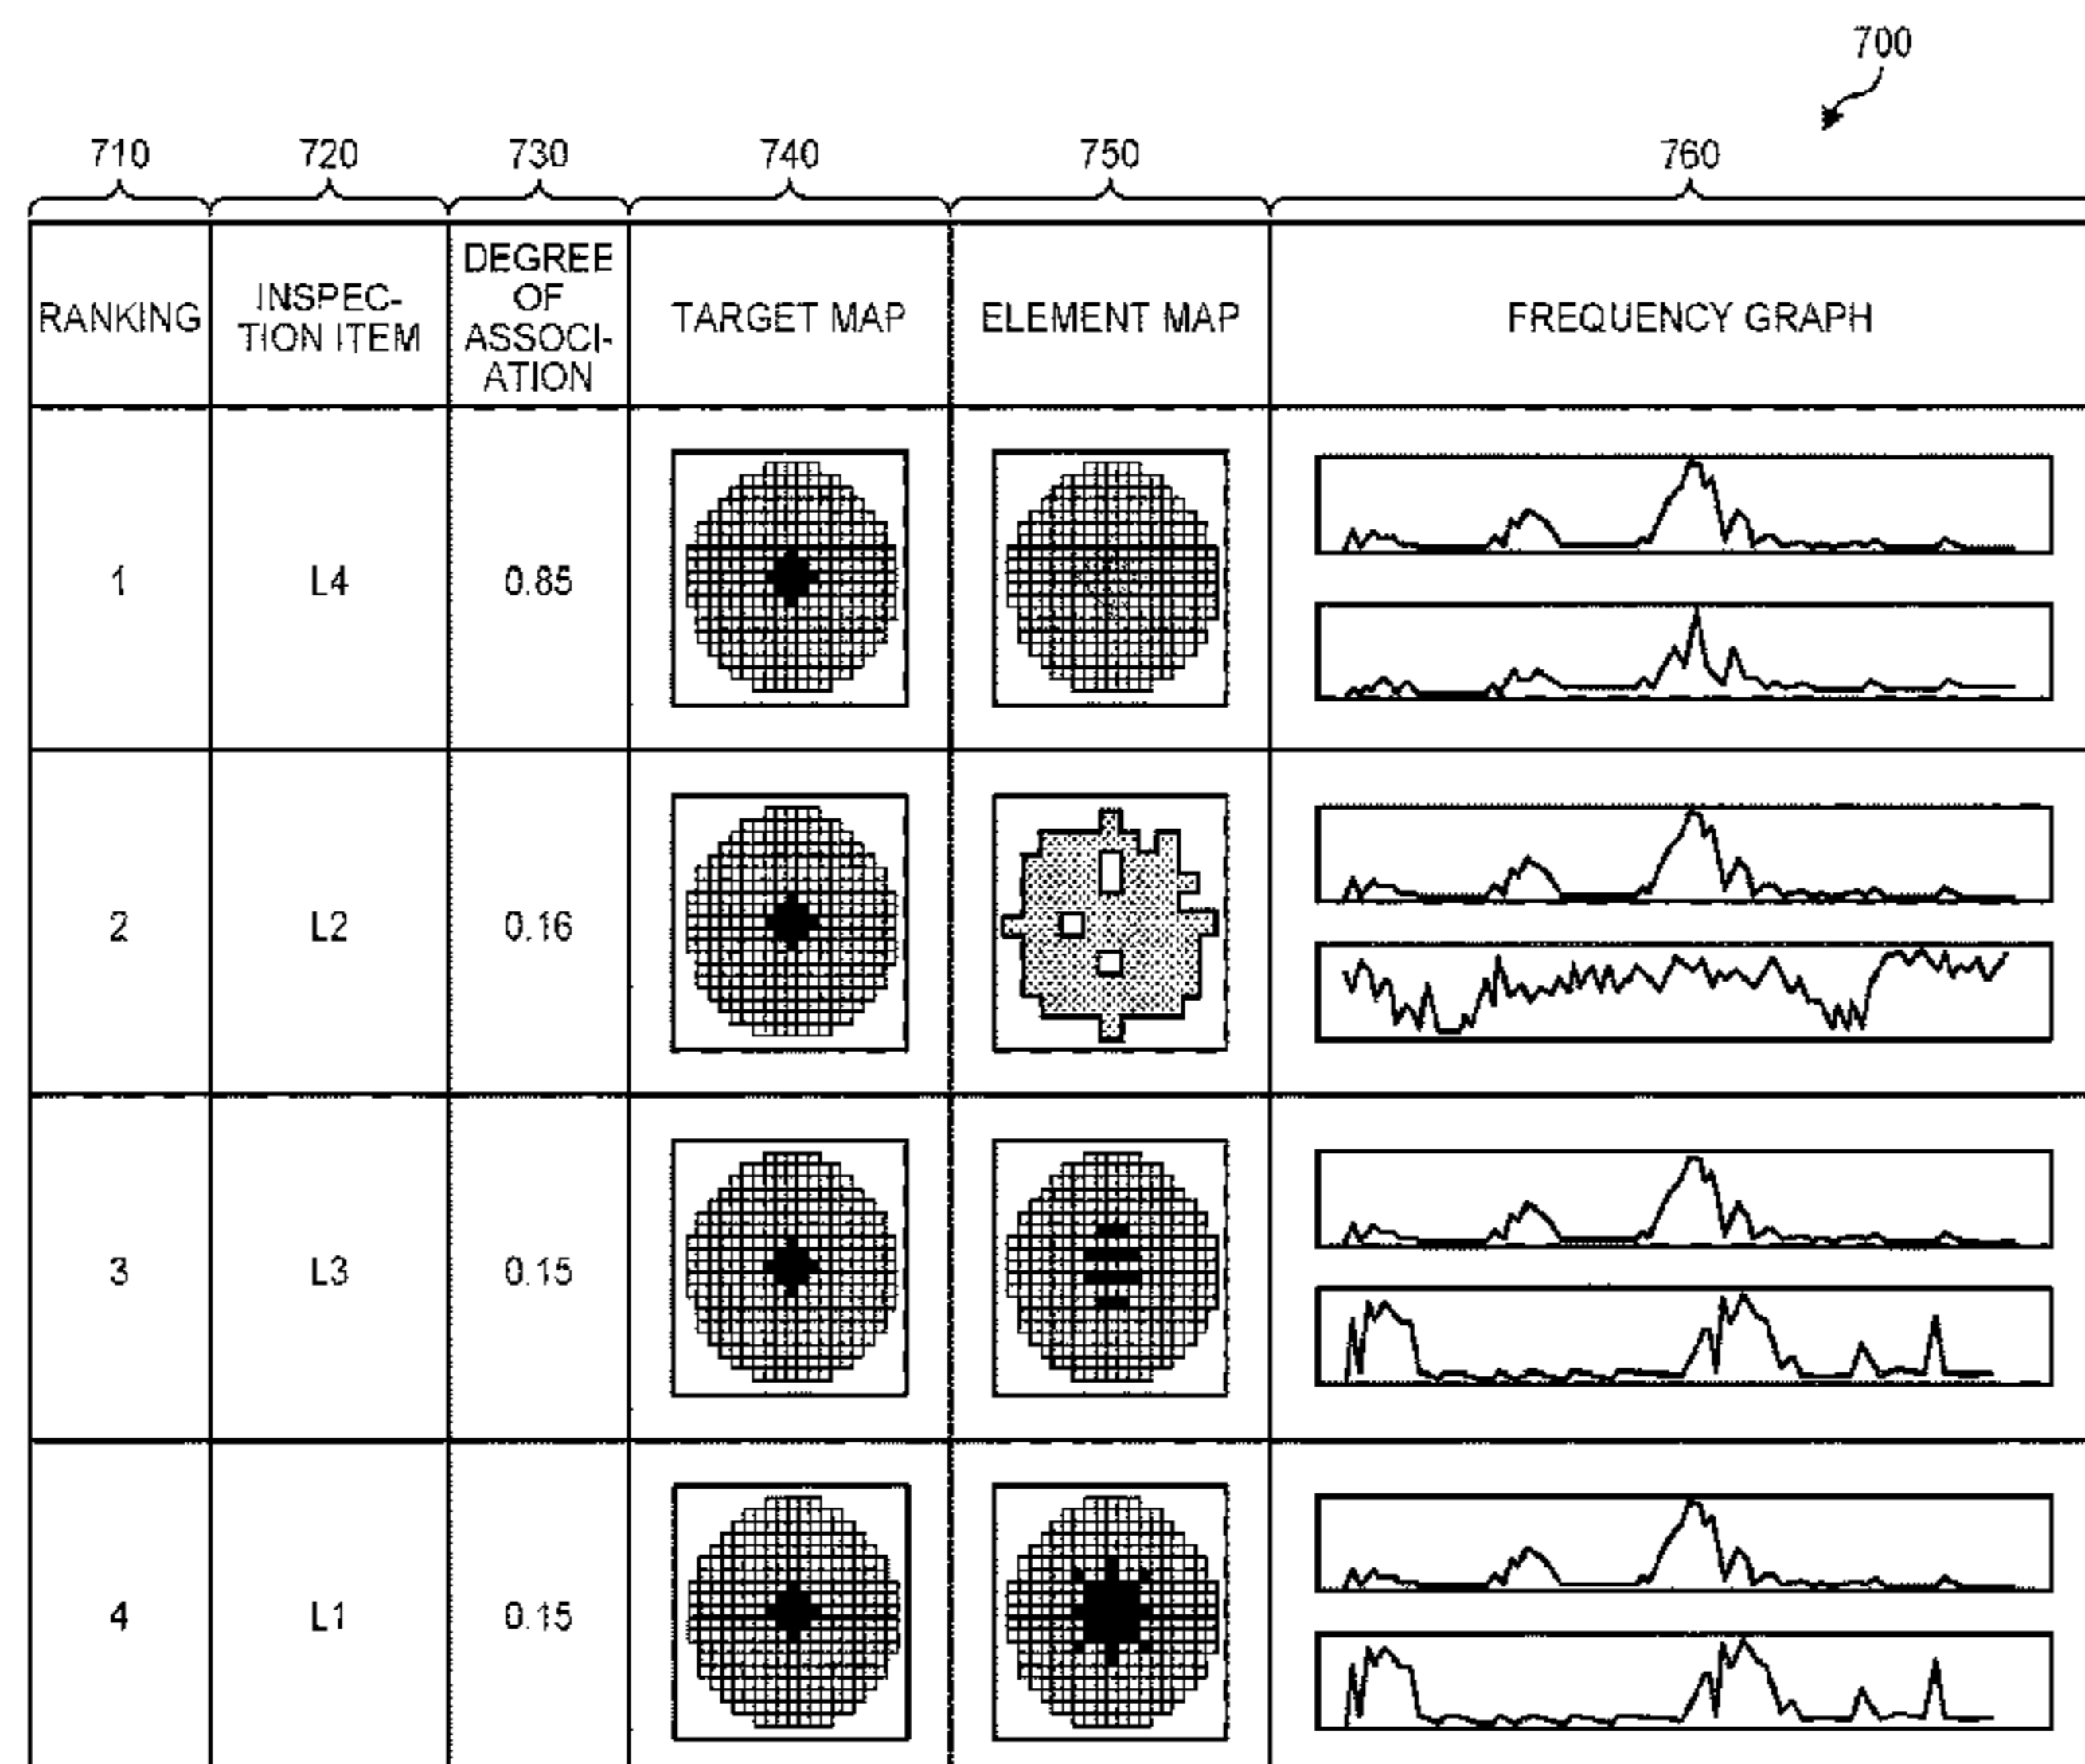 700
710 720 730 740 750 760
RANKING
INSPEC-
TION ITEM
DEGREE
OF
ASSOCI-
ATION
TARGET MAP
ELEMENT MAP
FREQUENCY GRAPH
1 L4 0.85
2 L2 0.16
3 L3 0.15
4 L1 0.15